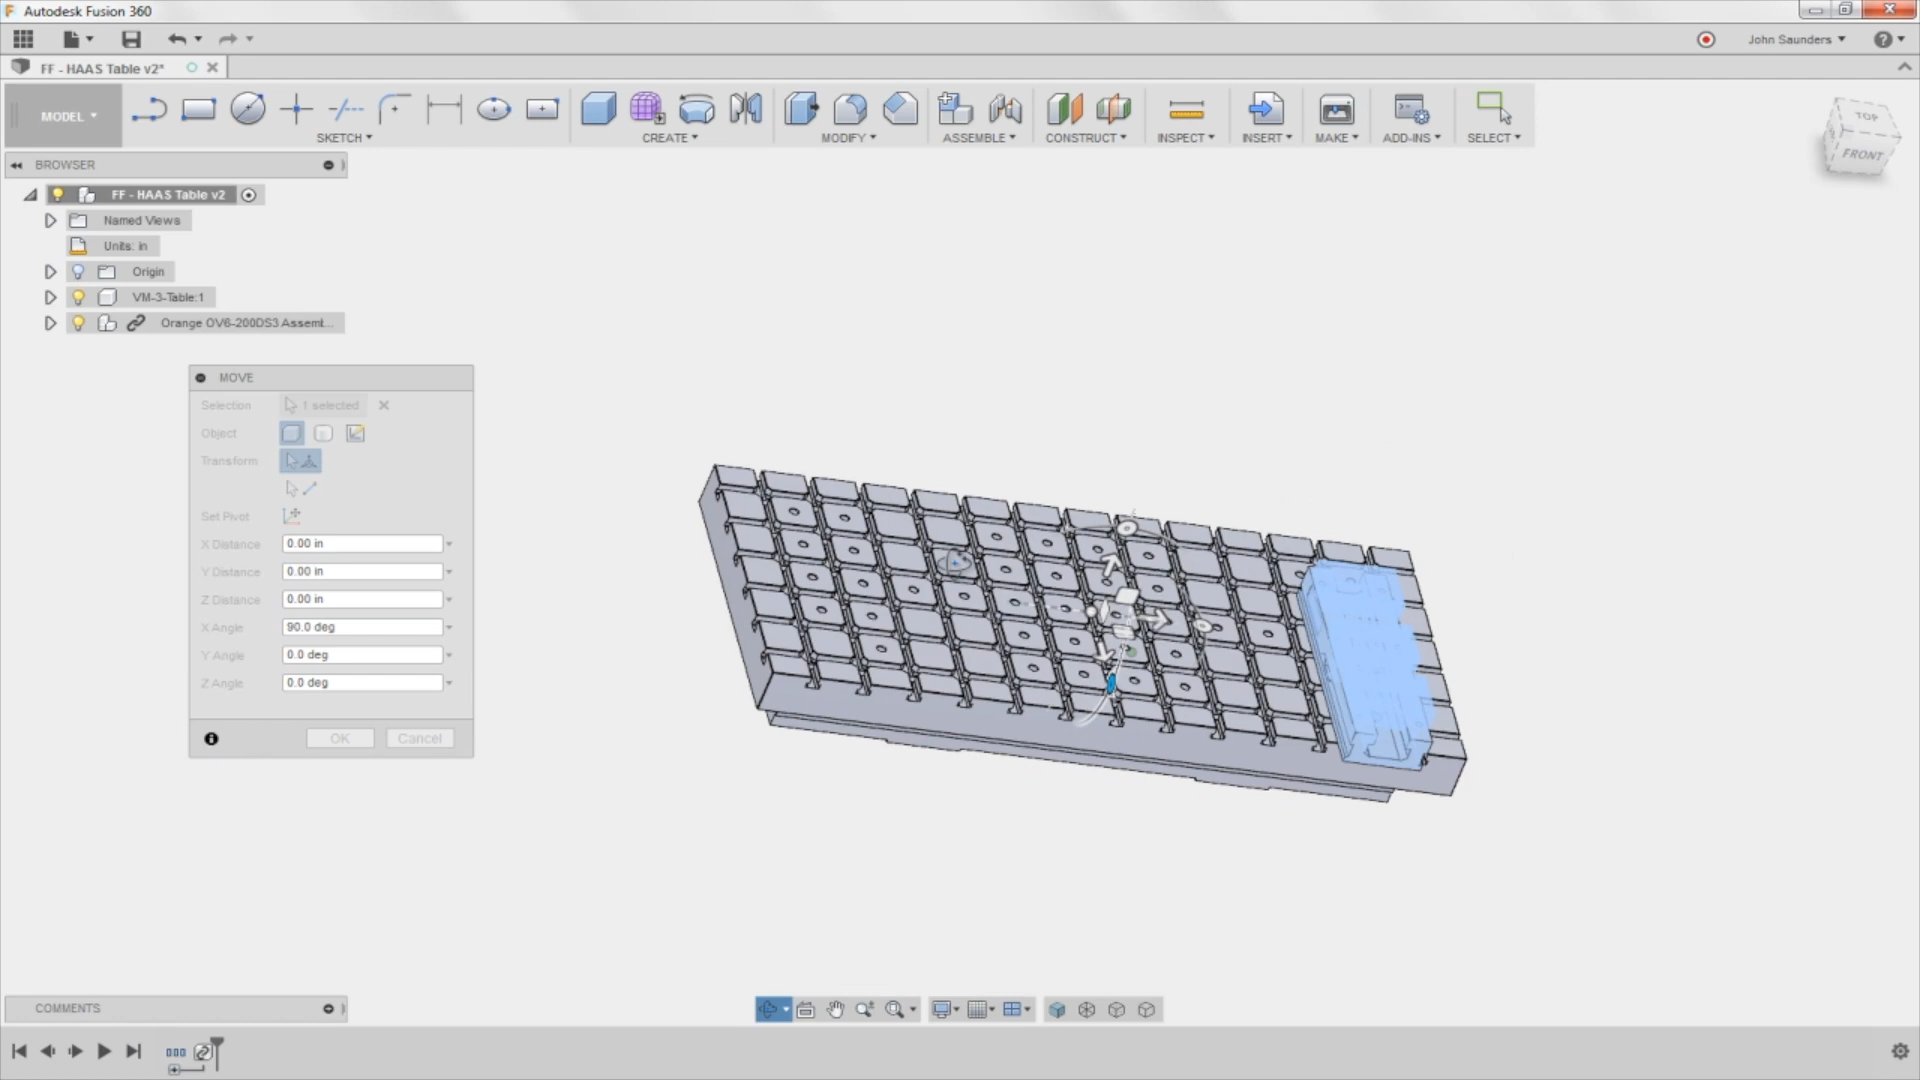 Autodesk Fusion 360
John Saunders
FF - HAAS Table v2*
MODEL
SKETCH
CREATE
MODIFY
ASSEMBLE
CONSTRUCT
INSPECT
INSERT
MAKE
ADD-INS
SELECT
TOP
FRONT
BROWSER
FF - HAAS Table v2
Named Views
Units: in
Origin
VM-3-Table:1
Orange OV6-200DS3 Asseml...
MOVE
Selection 1 selected
Object
Transform
Set Pivot
X Distance 0.00 in
Y Distance 0.00 in
Z Distance 0.00 in
X Angle 90.0 deg
Y Angle 0.0 deg
Z Angle 0.0 deg
OK Cancel
COMMENTS